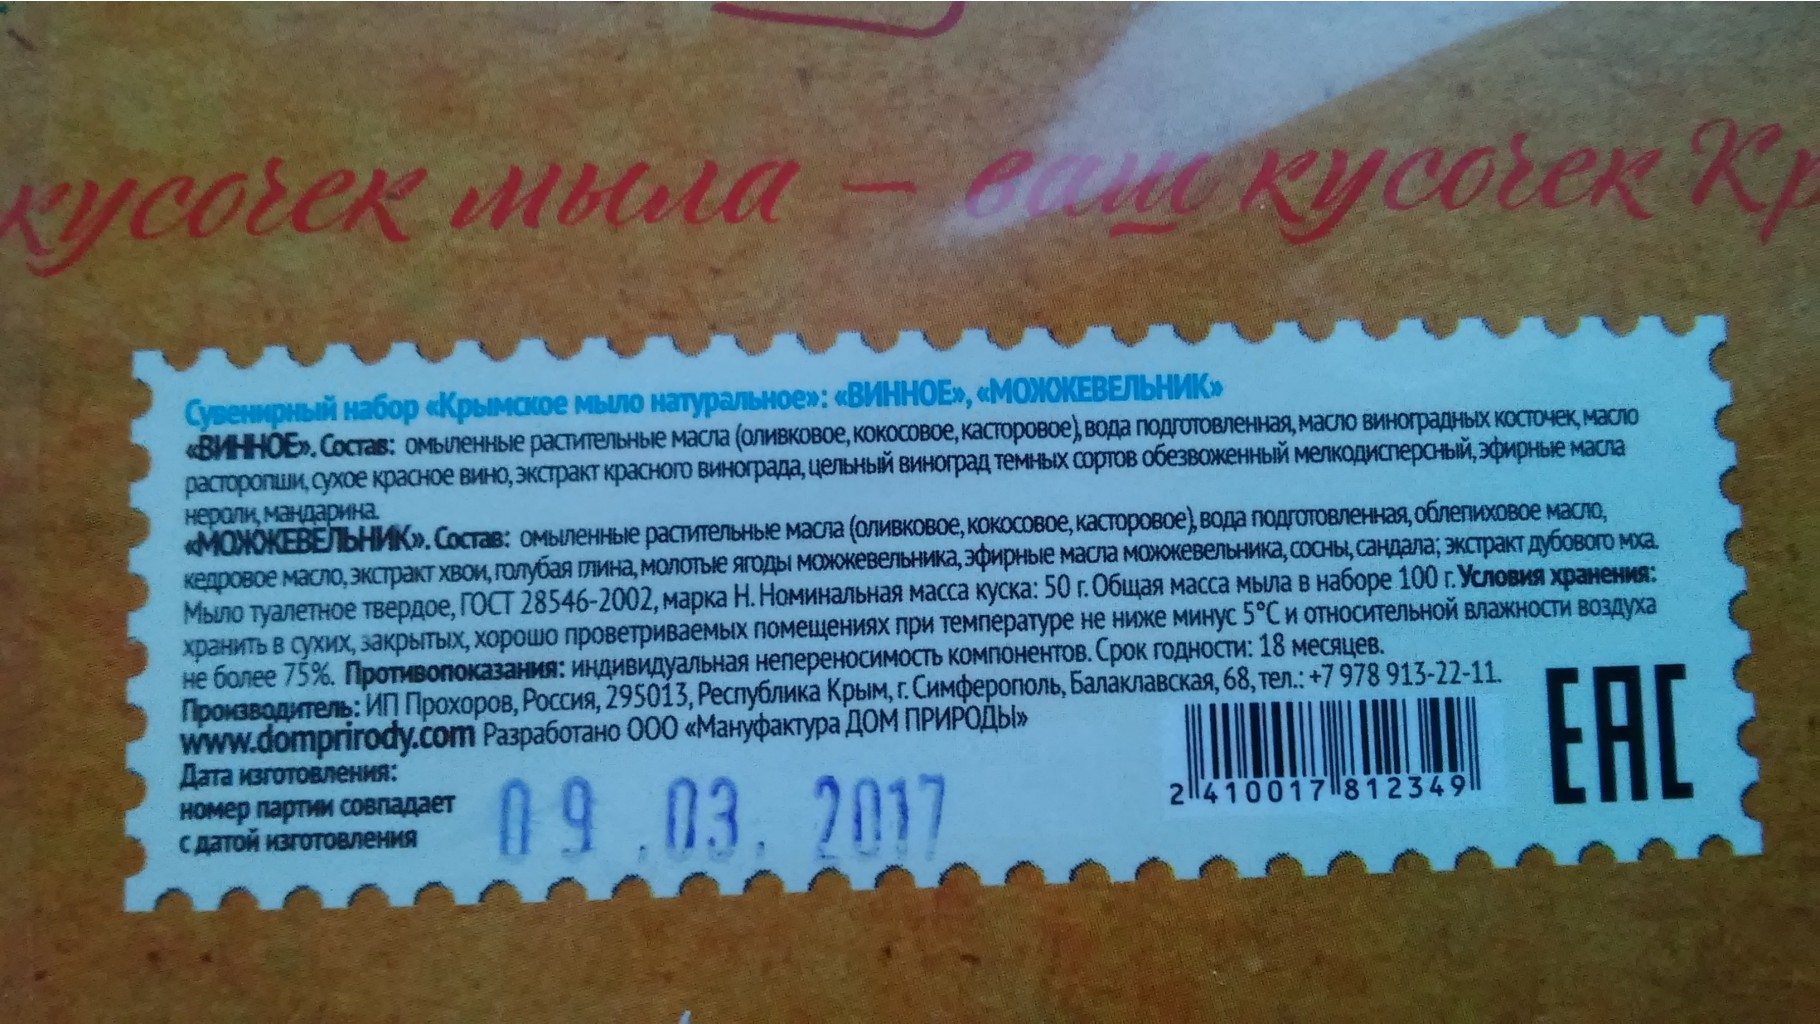 кусочек мыла – ваш кусочек Кр
Сувенирный набор «Крымское мыло натуральное»: «ВИННОЕ», «МОЖЖЕВЕЛЬНИК»
«ВИННОЕ». Состав: омыленные растительные масла (оливковое, кокосовое, касторовое), вода подготовленная, масло виноградных косточек, масло
расторопши, сухое красное вино, экстракт красного винограда, цельный виноград темных сортов обезвоженный мелкодисперсный, эфирные масла
нероли, мандарина.
«МОЖЖЕВЕЛЬНИК». Состав: омыленные растительные масла (оливковое, кокосовое, касторовое), вода подготовленная, облепиховое масло,
кедровое масло, экстракт хвои, голубая глина, молотые ягоды можжевельника, эфирные масла можжевельника, сосны, сандала; экстракт дубового мха.
Мыло туалетное твердое, ГОСТ 28546-2002, марка Н. Номинальная масса куска: 50 г. Общая масса мыла в наборе 100 г. Условия хранения:
хранить в сухих, закрытых, хорошо проветриваемых помещениях при температуре не ниже минус 5°С и относительной влажности воздуха
не более 75%. Противопоказания: индивидуальная непереносимость компонентов. Срок годности: 18 месяцев.
Производитель: ИП Прохоров, Россия, 295013, Республика Крым, г. Симферополь, Балаклавская, 68, тел.: +7 978 913-22-11.
www.domprirody.com Разработано ООО «Мануфактура ДОМ ПРИРОДЫ»
Дата изготовления:
номер партии совпадает
с датой изготовления
09.03.2017
2 410017 812349
EAC